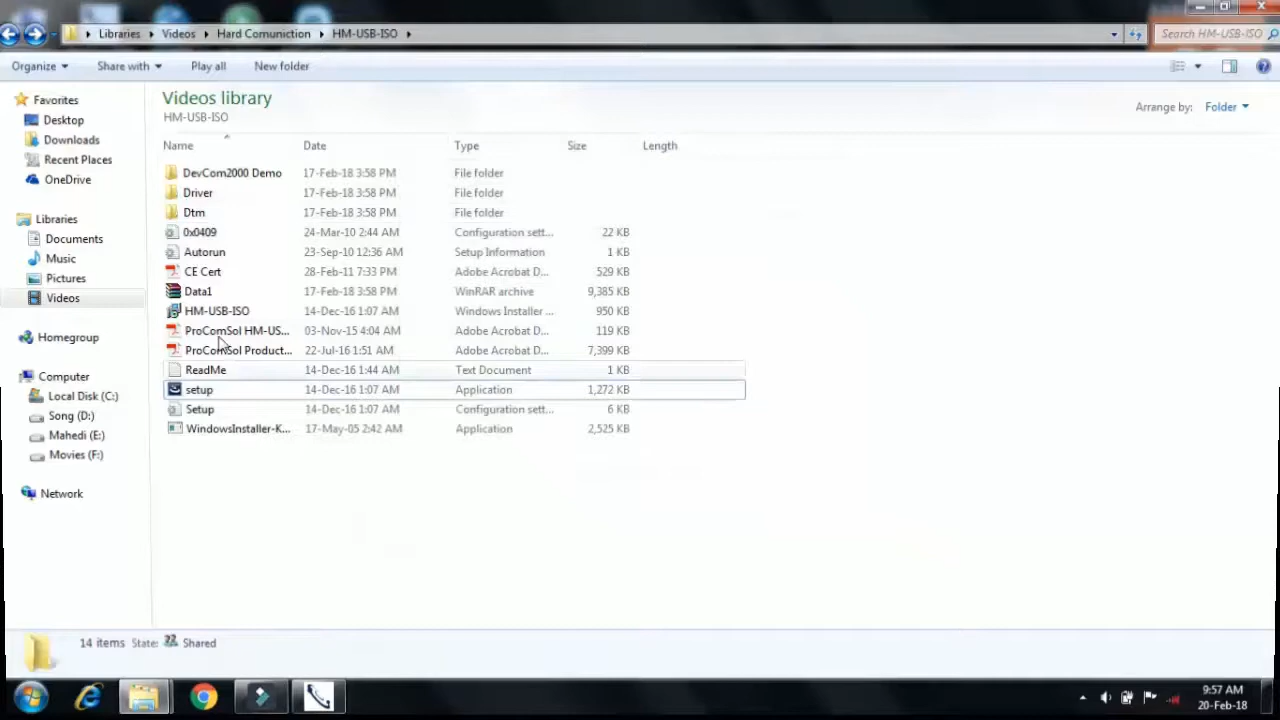 Libraries Videos Hard Comuniction HM-USB-ISO
Search HM-USB-ISO
Organize Share with Play all New folder
Favorites
Desktop
Downloads
Recent Places
OneDrive
Libraries
Documents
Music
Pictures
Videos
Homegroup
Computer
Local Disk (C:)
Song (D:)
Mahedi (E:)
Movies (F:)
Network
Videos library
HM-USB-ISO
Arrange by: Folder
Name Date Type Size Length
DevCom2000 Demo 17-Feb-18 3:58 PM File folder
Driver 17-Feb-18 3:58 PM File folder
Dtm 17-Feb-18 3:58 PM File folder
0x0409 24-Mar-10 2:44 AM Configuration sett... 22 KB
Autorun 23-Sep-10 12:36 AM Setup Information 1 KB
CE Cert 28-Feb-11 7:33 PM Adobe Acrobat D... 529 KB
Data1 17-Feb-18 3:58 PM WinRAR archive 9,385 KB
HM-USB-ISO 14-Dec-16 1:07 AM Windows Installer ... 950 KB
ProComSol HM-US... 03-Nov-15 4:04 AM Adobe Acrobat D... 119 KB
ProComSol Product... 22-Jul-16 1:51 AM Adobe Acrobat D... 7,399 KB
ReadMe 14-Dec-16 1:44 AM Text Document 1 KB
setup 14-Dec-16 1:07 AM Application 1,272 KB
Setup 14-Dec-16 1:07 AM Configuration sett... 6 KB
WindowsInstaller-K... 17-May-05 2:42 AM Application 2,525 KB
14 items State: Shared
9:57 AM
20-Feb-18